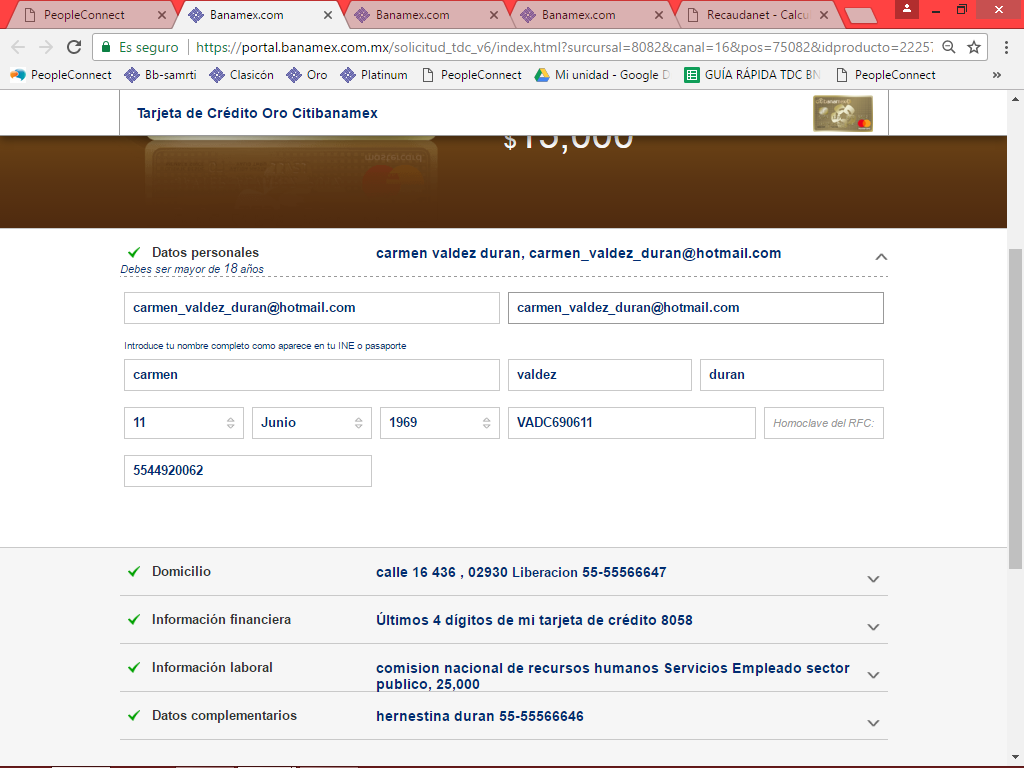 PeopleConnect Banamex.com Banamex.com Banamex.com Recaudanet - Calcu
Es seguro https://portal.banamex.com.mx/solicitud_tdc_v6/index.html?sursursal=8082&canal=16&pos=75082&idproducto=22257
PeopleConnect Bb-samrti Clasicón Oro Platinum PeopleConnect Mi unidad - Google D GUÍA RÁPIDA TDC BN PeopleConnect »
Tarjeta de Crédito Oro Citibanamex
$15,000
Datos personales carmen valdez duran, carmen_valdez_duran@hotmail.com
Debes ser mayor de 18 años
carmen_valdez_duran@hotmail.com carmen_valdez_duran@hotmail.com
Introduce tu nombre completo como aparece en tu INE o pasaporte
carmen valdez duran
11 Junio 1969 VADC690611 Homoclave del RFC:
5544920062
Domicilio calle 16 436 , 02930 Liberacion 55-55566647
Información financiera Últimos 4 dígitos de mi tarjeta de crédito 8058
Información laboral comision nacional de recursos humanos Servicios Empleado sector
publico, 25,000
Datos complementarios hernestina duran 55-55566646